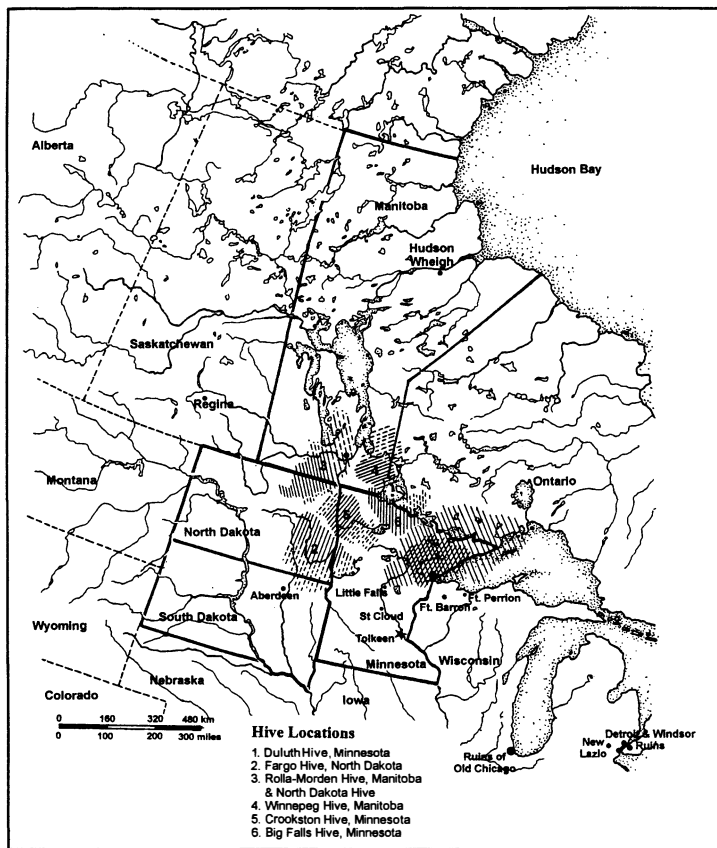 Alberta
Hudson Bay
Manitoba
Hudson
Wheigh
Saskatchewan
Regina
Montana
Ontario
North Dakota
Little Falls
Aberdeen
Ft. Perrion
Ft. Barron
St Cloud
South Dakota
Tolkeen
Wyoming
Minnesota
Wisconsin
Nebraska
Colorado
Iowa
0 160 320 480 km
0 100 200 300 miles
Hive Locations
1. Duluth Hive, Minnesota
2. Fargo Hive, North Dakota
3. Rolla-Morden Hive, Manitoba
& North Dakota Hive
4. Winnepeg Hive, Manitoba
5. Crookston Hive, Minnesota
6. Big Falls Hive, Minnesota
Ruins of
Old Chicago
New
Lazlo
Detroit & Windsor
Ruins